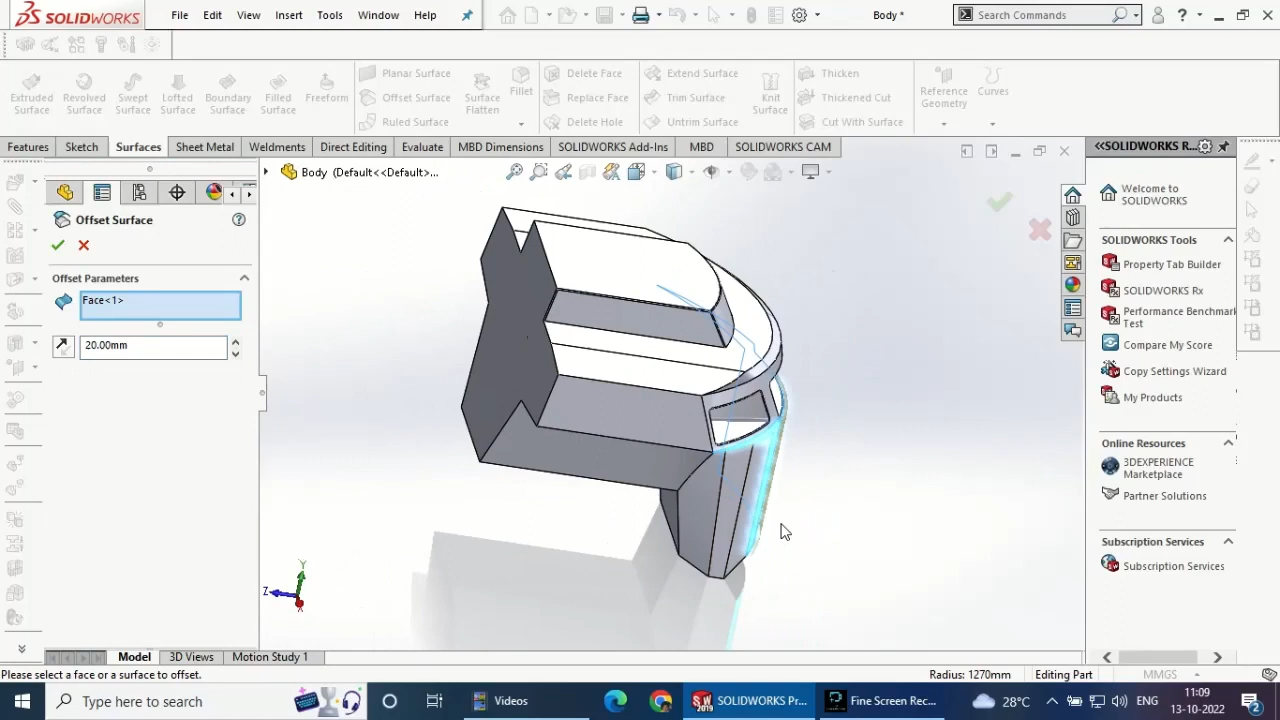 SOLIDWORKS File Edit View Insert Tools Window Help Body * Search Commands ?
Extruded Surface Revolved Surface Swept Surface Lofted Surface Boundary Surface Filled Surface Freeform
Planar Surface Offset Surface Ruled Surface
Surface Flatten Fillet
Delete Face Replace Face Delete Hole
Extend Surface Trim Surface Untrim Surface
Knit Surface
Thicken Thickened Cut Cut With Surface
Reference Geometry Curves
Features Sketch Surfaces Sheet Metal Weldments Direct Editing Evaluate MBD Dimensions SOLIDWORKS Add-Ins MBD SOLIDWORKS CAM
Offset Surface ?
Offset Parameters
Face<1>
20.00mm
Body (Default<<Default>...
Y
Z
X
<<SOLIDWORKS R...
Welcome to
SOLIDWORKS
SOLIDWORKS Tools
Property Tab Builder
SOLIDWORKS Rx
Performance Benchmark
Test
Compare My Score
Copy Settings Wizard
My Products
Online Resources
3DEXPERIENCE
Marketplace
Partner Solutions
Subscription Services
Subscription Services
Model 3D Views Motion Study 1
Please select a face or a surface to offset. Radius: 1270mm Editing Part MMGS
Type here to search Videos SOLIDWORKS Pr... Fine Screen Rec... 28°C ENG 11:09
13-10-2022 2